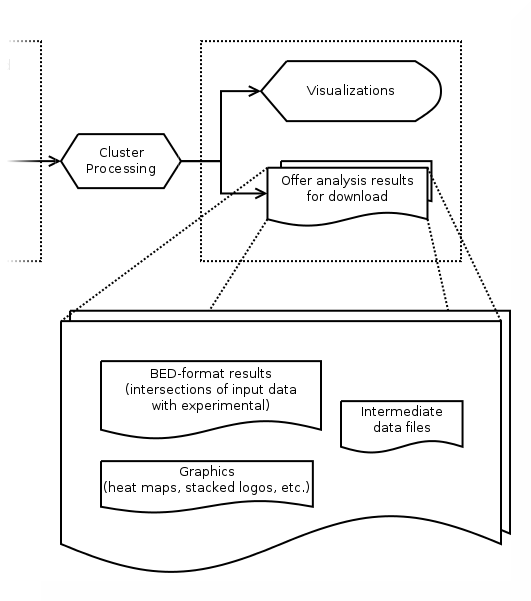 Visualizations
Cluster
Processing
Offer analysis results
for download
BED-format results
(intersections of input data
with experimental)
Intermediate
data files
Graphics
(heat maps, stacked logos, etc.)